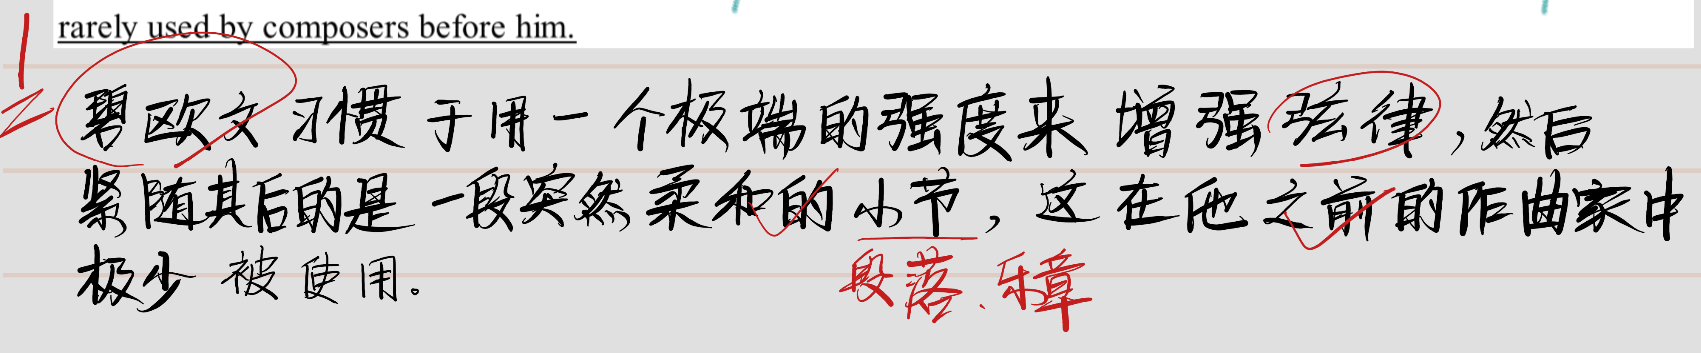 rarely used by composers before him.
碧欧文习惯于用一个极端的强度来增强弦律,然后
紧随其后的是一段突然柔和的小节,这在他之前的作曲家中
段落、乐章
极少被使用。